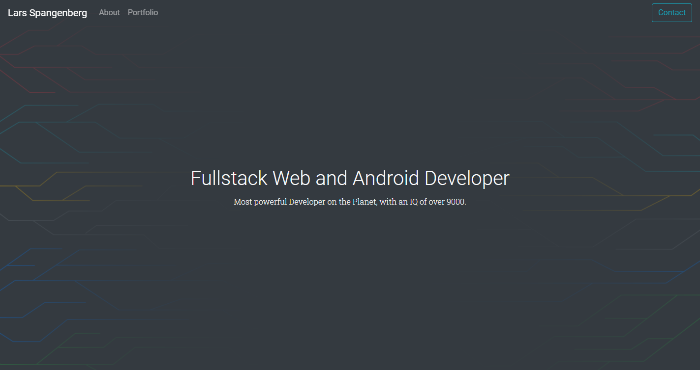 Lars Spangenberg About Portfolio Contact
Fullstack Web and Android Developer
Most powerful Developer on the Planet, with an IQ of over 9000.